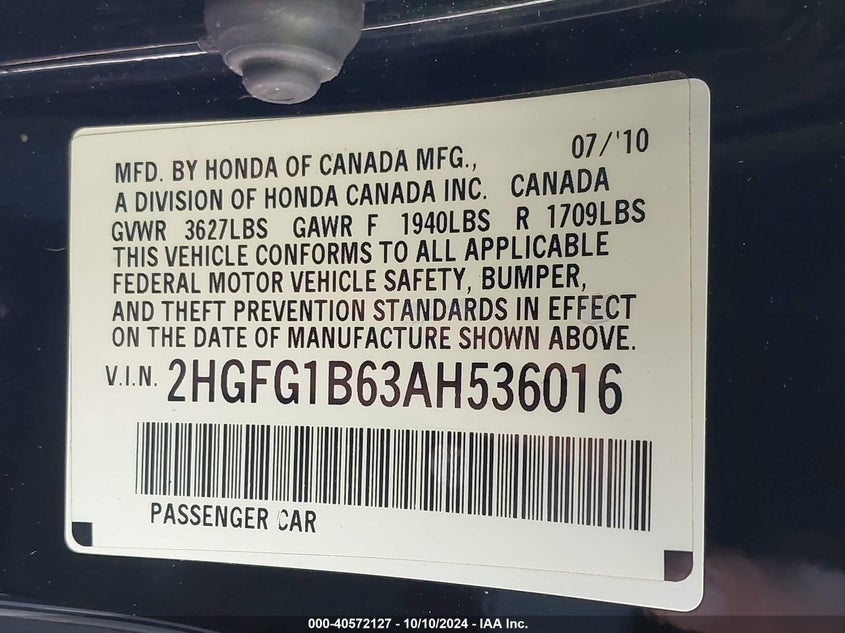 07/'10
MFD. BY HONDA OF CANADA MFG.,
A DIVISION OF HONDA CANADA INC. CANADA
GVWR 3627LBS GAWR F 1940LBS R 1709LBS
THIS VEHICLE CONFORMS TO ALL APPLICABLE
FEDERAL MOTOR VEHICLE SAFETY, BUMPER,
AND THEFT PREVENTION STANDARDS IN EFFECT
ON THE DATE OF MANUFACTURE SHOWN ABOVE.
V.I.N. 2HGFG1B63AH536016
PASSENGER CAR
000-40572127 - 10/10/2024 - IAA Inc.